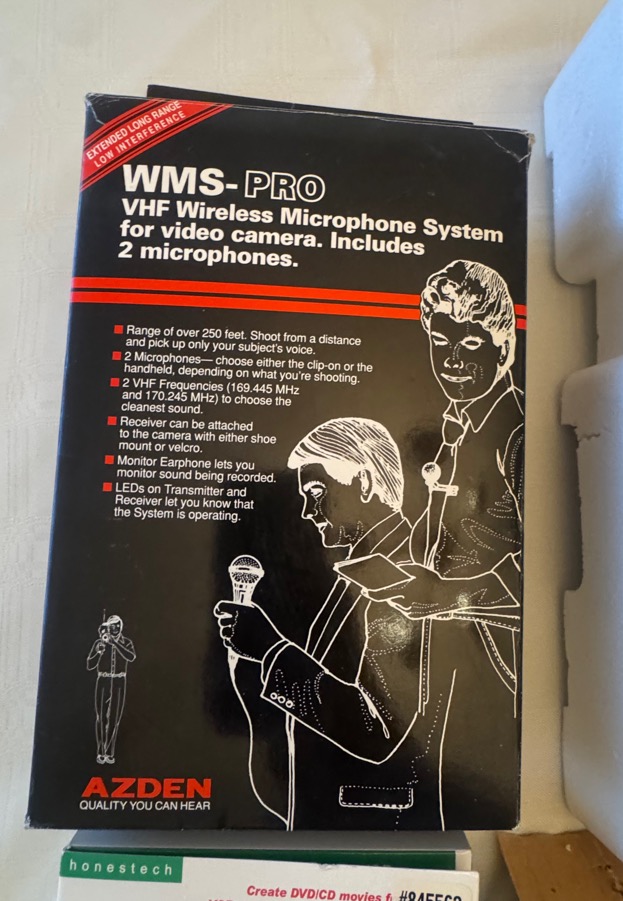 EXTENDED LONG RANGE
LOW INTERFERENCE
WMS-PRO
VHF Wireless Microphone System
for video camera. Includes
2 microphones.
Range of over 250 feet. Shoot from a distance
and pick up only your subject's voice.
2 Microphones— choose either the clip-on or the
handheld, depending on what you're shooting.
2 VHF Frequencies (169.445 MHz
and 170.245 MHz) to choose the
cleanest sound.
Receiver can be attached
to the camera with either shoe
mount or velcro.
Monitor Earphone lets you
monitor sound being recorded.
LEDs on Transmitter and
Receiver let you know that
the System is operating.
AZDEN
QUALITY YOU CAN HEAR
honestech
Create DVD/CD movies